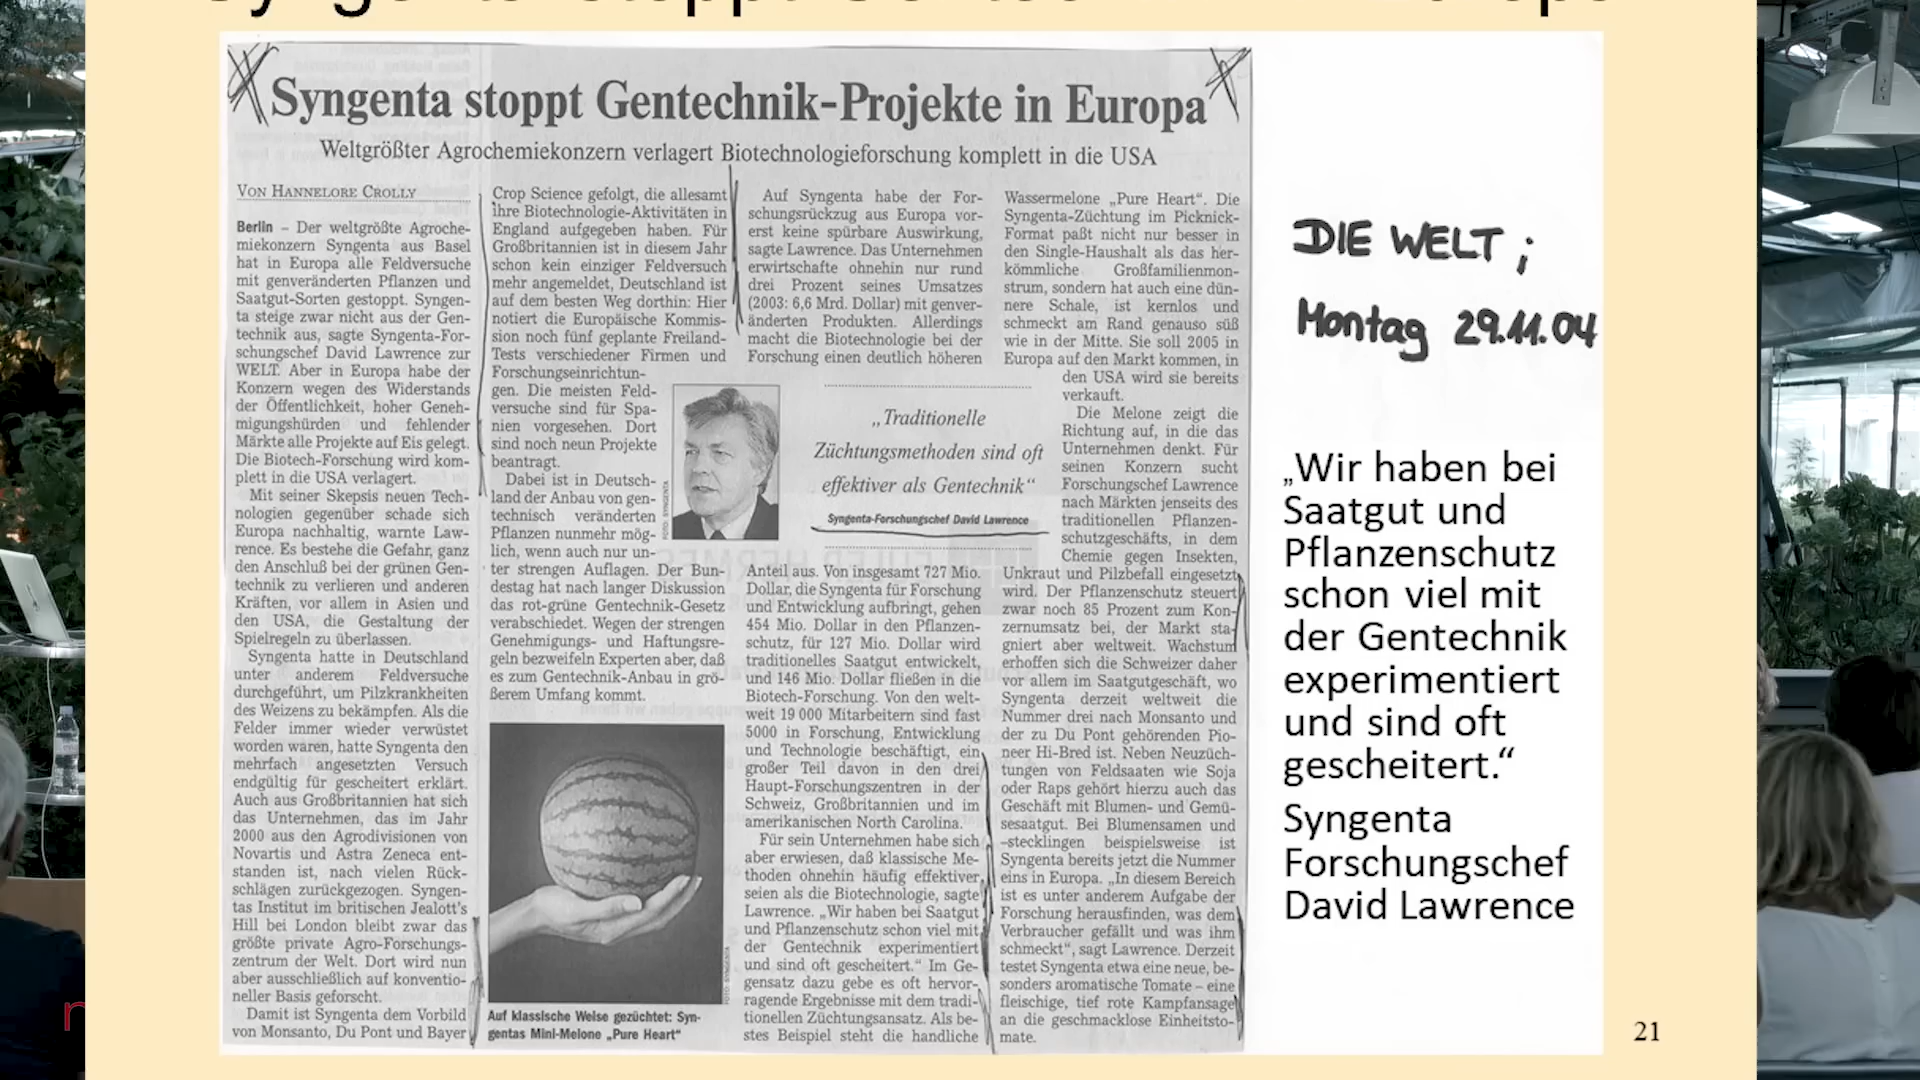 Syngenta stoppt Gentechnik-Projekte in Europa
Weltgrößter Agrochemiekonzern verlagert Biotechnologieforschung komplett in die USA
VON HANNELORE CROLLY
Berlin – Der weltgrößte Agroche-
miekonzern Syngenta aus Basel
hat in Europa alle Feldversuche
mit genveränderten Pflanzen und
Saatgut-Sorten gestoppt. Syngen-
ta steige zwar nicht aus der Gen-
technik aus, sagte Syngenta-For-
schungschef David Lawrence zur
WELT. Aber in Europa habe der
Konzern wegen des Widerstands
der Öffentlichkeit, hoher Geneh-
migungshürden und fehlender
Märkte alle Projekte auf Eis gelegt.
Die Biotech-Forschung wird kom-
plett in die USA verlagert.
Mit seiner Skepsis neuen Tech-
nologien gegenüber schade sich
Europa nachhaltig, warnte Law-
rence. Es bestehe die Gefahr, ganz
den Anschluß bei der grünen Gen-
technik zu verlieren und anderen
Kräften, vor allem in Asien und
den USA, die Gestaltung der
Spielregeln zu überlassen.
Syngenta hatte in Deutschland
unter anderem Feldversuche
durchgeführt, um Pilzkrankheiten
des Weizens zu bekämpfen. Als die
Felder immer wieder verwüstet
worden waren, hatte Syngenta den
mehrfach angesetzten Versuch
endgültig für gescheitert erklärt.
Auch aus Großbritannien hat sich
das Unternehmen, das im Jahr
2000 aus den Agrodivisionen von
Novartis und Astra Zeneca ent-
standen ist, nach vielen Rück-
schlägen zurückgezogen. Syngen-
tas Institut im britischen Jealott's
Hill bei London bleibt zwar das
größte private Agro-Forschungs-
zentrum der Welt. Dort wird nun
aber ausschließlich auf konventio-
neller Basis geforscht.
Damit ist Syngenta dem Vorbild
von Monsanto, Du Pont und Bayer
Crop Science gefolgt, die allesamt
ihre Biotechnologie-Aktivitäten in
England aufgegeben haben. Für
Großbritannien ist in diesem Jahr
schon kein einziger Feldversuch
mehr angemeldet, Deutschland ist
auf dem besten Weg dorthin: Hier
notiert die Europäische Kommis-
sion noch fünf geplante Freiland-
Tests verschiedener Firmen und
Forschungseinrichtun-
gen. Die meisten Feld-
versuche sind für Spa-
nien vorgesehen. Dort
sind noch neun Projekte
beantragt.
Dabei ist in Deutsch-
land der Anbau von gen-
technisch veränderten
Pflanzen nunmehr mög-
lich, wenn auch nur un-
ter strengen Auflagen. Der Bun-
destag hat nach langer Diskussion
das rot-grüne Gentechnik-Gesetz
verabschiedet. Wegen der strengen
Genehmigungs- und Haftungsre-
geln bezweifeln Experten aber, daß
es zum Gentechnik-Anbau in grö-
ßerem Umfang kommt.
FOTO: SYNGENTA
Auf klassische Weise gezüchtet: Syn-
gentas Mini-Melone „Pure Heart“
Auf Syngenta habe der For-
schungsrückzug aus Europa vor-
erst keine spürbare Auswirkung,
sagte Lawrence. Das Unternehmen
erwirtschafte ohnehin nur rund
drei Prozent seines Umsatzes
(2003: 6,6 Mrd. Dollar) mit genver-
änderten Produkten. Allerdings
macht die Biotechnologie bei der
Forschung einen deutlich höheren
FOTO: SYNGENTA
„Traditionelle
Züchtungsmethoden sind oft
effektiver als Gentechnik“
Syngenta-Forschungschef David Lawrence
Anteil aus. Von insgesamt 727 Mio.
Dollar, die Syngenta für Forschung
und Entwicklung aufbringt, gehen
454 Mio. Dollar in den Pflanzen-
schutz, für 127 Mio. Dollar wird
traditionelles Saatgut entwickelt,
und 146 Mio. Dollar fließen in die
Biotech-Forschung. Von den welt-
weit 19 000 Mitarbeitern sind fast
5000 in Forschung, Entwicklung
und Technologie beschäftigt, ein
großer Teil davon in den drei
Haupt-Forschungszentren in der
Schweiz, Großbritannien und im
amerikanischen North Carolina.
Für sein Unternehmen habe sich
aber erwiesen, daß klassische Me-
thoden ohnehin häufig effektiver
seien als die Biotechnologie, sagte
Lawrence. „Wir haben bei Saatgut
und Pflanzenschutz schon viel mit
der Gentechnik experimentiert
und sind oft gescheitert.“ Im Ge-
gensatz dazu gebe es oft hervor-
ragende Ergebnisse mit dem tradi-
tionellen Züchtungsansatz. Als be-
stes Beispiel steht die handliche
Wassermelone „Pure Heart“. Die
Syngenta-Züchtung im Picknick-
Format paßt nicht nur besser in
den Single-Haushalt als das her-
kömmliche Großfamilienmon-
strum, sondern hat auch eine dün-
nere Schale, ist kernlos und
schmeckt am Rand genauso süß
wie in der Mitte. Sie soll 2005 in
Europa auf den Markt kommen, in
den USA wird sie bereits
verkauft.
Die Melone zeigt die
Richtung auf, in die das
Unternehmen denkt. Für
seinen Konzern sucht
Forschungschef Lawrence
nach Märkten jenseits des
traditionellen Pflanzen-
schutzgeschäfts, in dem
Chemie gegen Insekten,
Unkraut und Pilzbefall eingesetzt
wird. Der Pflanzenschutz steuert
zwar noch 85 Prozent zum Kon-
zernumsatz bei, der Markt sta-
gniert aber weltweit. Wachstum
erhoffen sich die Schweizer daher
vor allem im Saatgutgeschäft, wo
Syngenta derzeit weltweit die
Nummer drei nach Monsanto und
der zu Du Pont gehörenden Pio-
neer Hi-Bred ist. Neben Neuzüch-
tungen von Feldsaaten wie Soja
oder Raps gehört hierzu auch das
Geschäft mit Blumen- und Gemü-
sesaatgut. Bei Blumensamen und
-stecklingen beispielsweise ist
Syngenta bereits jetzt die Nummer
eins in Europa. „In diesem Bereich
ist es unter anderem Aufgabe der
Forschung herausfinden, was dem
Verbraucher gefällt und was ihm
schmeckt“, sagt Lawrence. Derzeit
testet Syngenta etwa eine neue, be-
sonders aromatische Tomate – eine
fleischige, tief rote Kampfansage
an die geschmacklose Einheitsto-
mate.
DIE WELT ;
Montag 29.11.04
„Wir haben bei
Saatgut und
Pflanzenschutz
schon viel mit
der Gentechnik
experimentiert
und sind oft
gescheitert.“
Syngenta
Forschungschef
David Lawrence
21